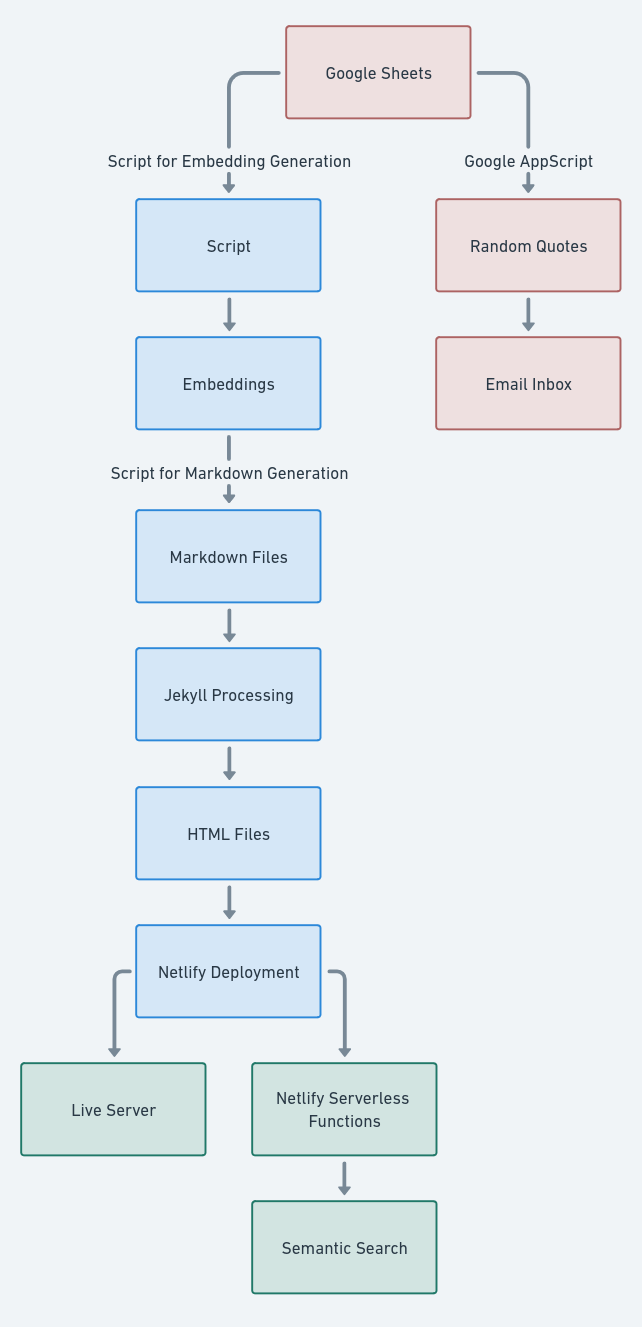 Google Sheets
Script for Embedding Generation
Google AppScript
Script
Random Quotes
Embeddings
Email Inbox
Script for Markdown Generation
Markdown Files
Jekyll Processing
HTML Files
Netlify Deployment
Live Server
Netlify Serverless
Functions
Semantic Search